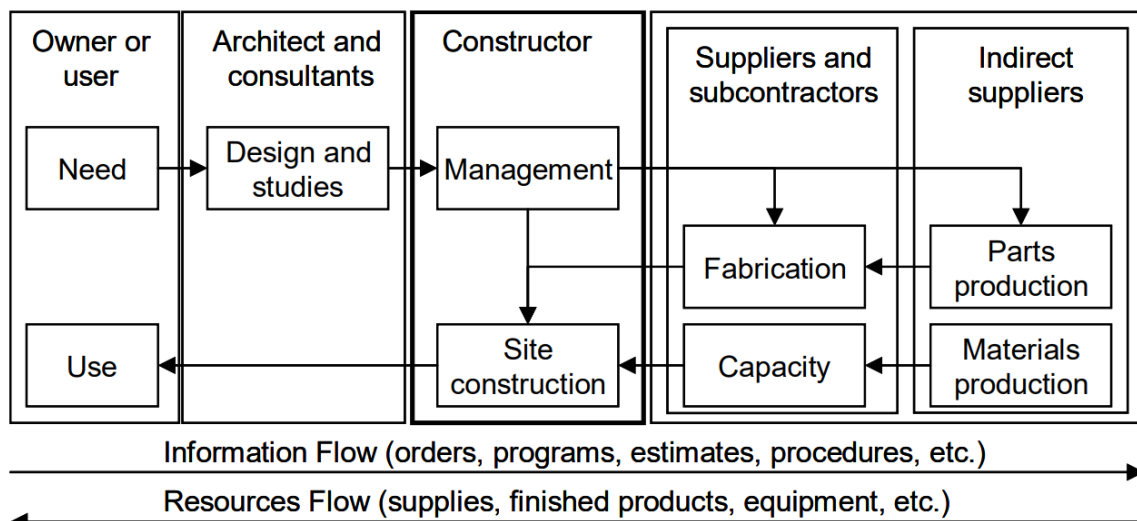 Owner or
user
Architect and
consultants
Constructor
Suppliers and
subcontractors
Indirect
suppliers
Need
Design and
studies
Management
Fabrication
Parts
production
Use
Site
construction
Capacity
Materials
production
Information Flow (orders, programs, estimates, procedures, etc.)
Resources Flow (supplies, finished products, equipment, etc.)